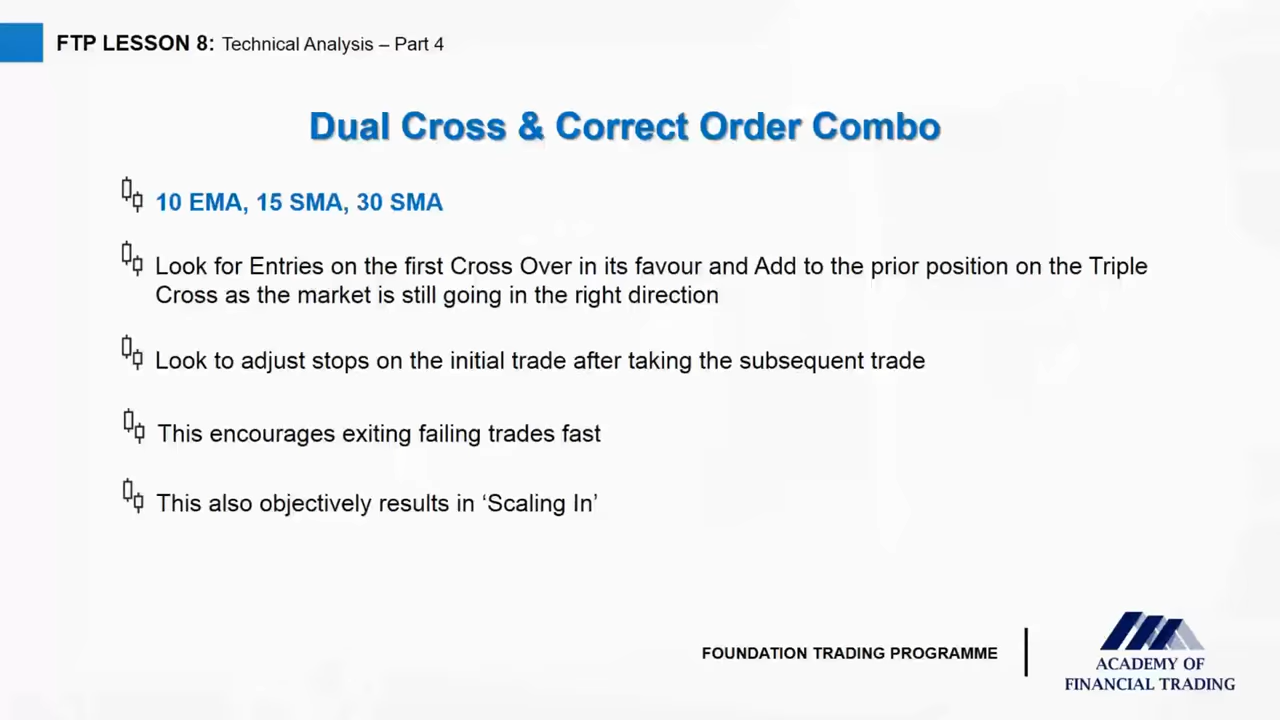 FTP LESSON 8: Technical Analysis – Part 4
Dual Cross & Correct Order Combo
10 EMA, 15 SMA, 30 SMA
Look for Entries on the first Cross Over in its favour and Add to the prior position on the Triple
Cross as the market is still going in the right direction
Look to adjust stops on the initial trade after taking the subsequent trade
This encourages exiting failing trades fast
This also objectively results in ‘Scaling In’
FOUNDATION TRADING PROGRAMME
ACADEMY OF
FINANCIAL TRADING